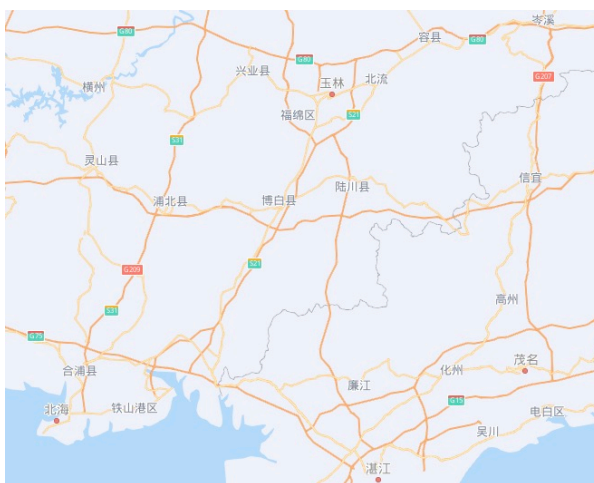 岑溪
G80
容县
G80
G80
兴业县
G207
北流
玉林
横州
福绵区
S21
S31
灵山县
信宜
陆川县
浦北县
博白县
S21
G209
高州
S31
G75
茂名
合浦县
化州
廉江
G15
铁山港区
北海
电白区
吴川
湛江